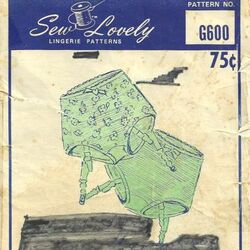 PATTERN NO.
Sew Lovely
LINGERIE PATTERNS
G600
75¢